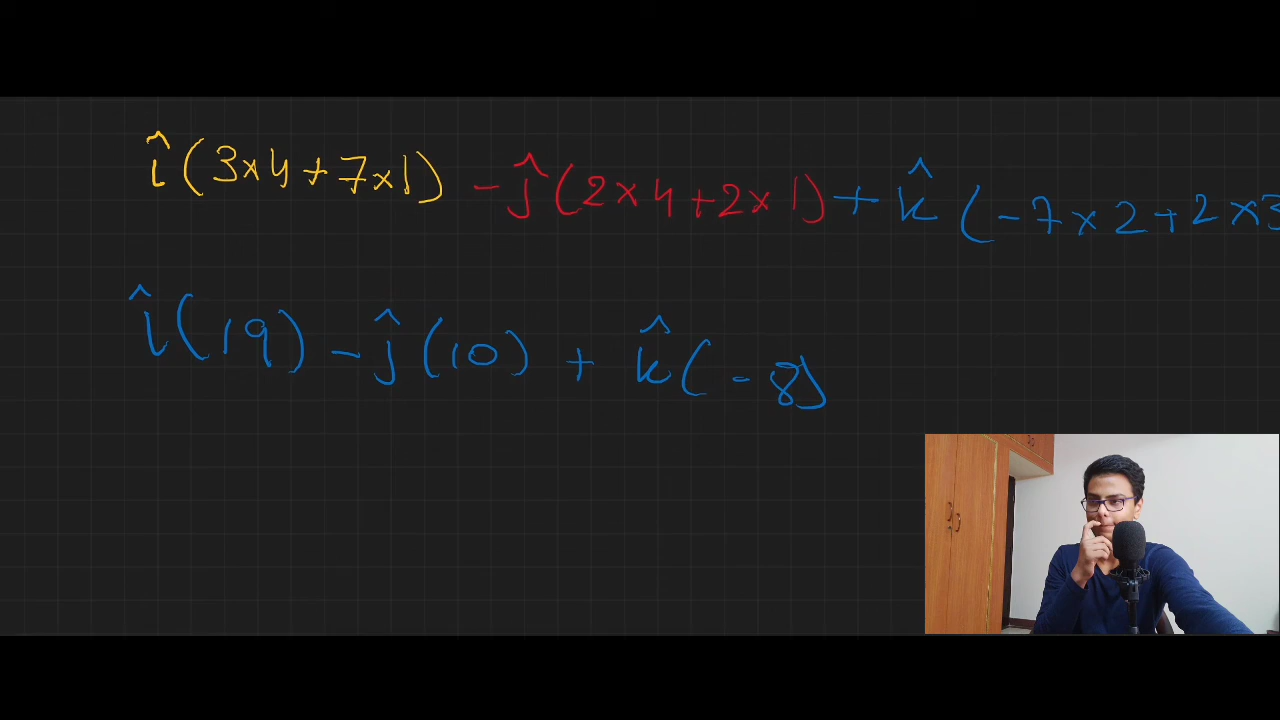 î(3×4+7×1) -ĵ(2×4+2×1)+ k̂(-7×2+2×3
î(19) - ĵ(10) + k̂(-8)